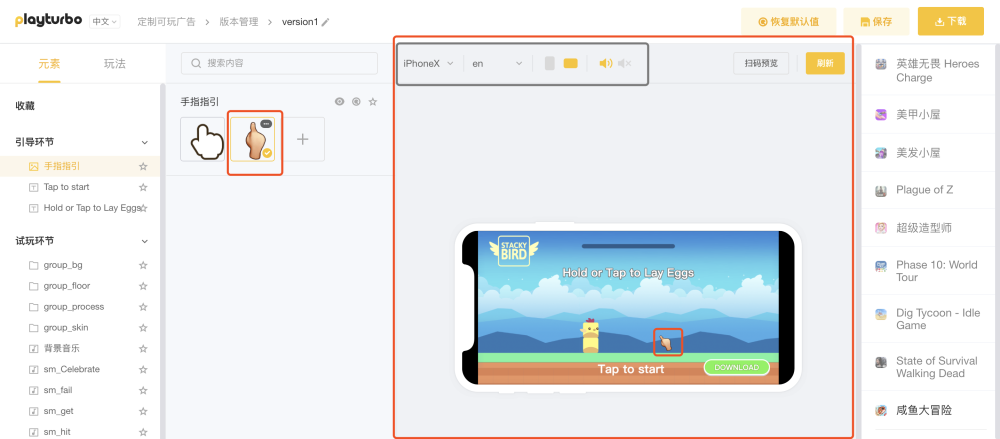 playturbo
中文
定制可玩广告
版本管理
version1
恢复默认值
保存
下载
元素
玩法
收藏
引导环节
手指指引
Tap to start
Hold or Tap to Lay Eggs
试玩环节
group_bg
group_floor
group_process
group_skin
背景音乐
sm_Celebrate
sm_fail
sm_get
sm_hit
搜索内容
手指指引
iPhoneX
en
扫码预览
刷新
STACKY
BIRD
Hold or Tap to Lay Eggs
Tap to start
DOWNLOAD
英雄无畏 Heroes
Charge
美甲小屋
美发小屋
Plague of Z
超级造型师
Phase 10: World
Tour
Dig Tycoon - Idle
Game
State of Survival
Walking Dead
咸鱼大冒险